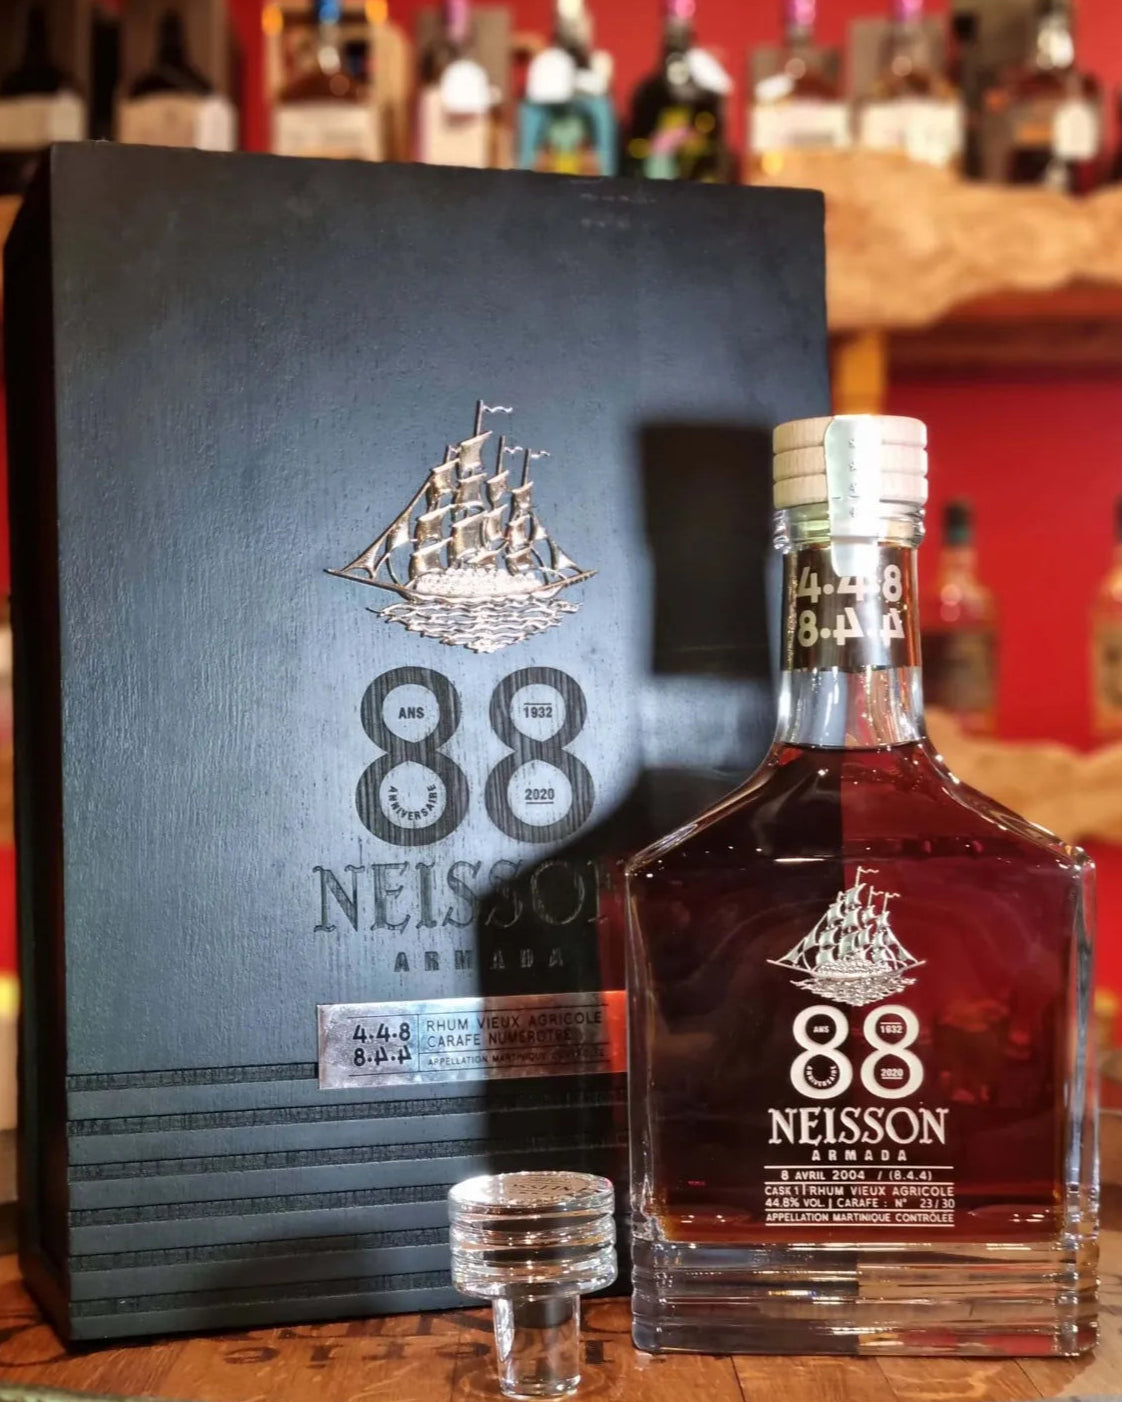 ANS
1932
ANNIVERSAIRE
2020
NEISSON
ARMADA
4.4.8
8.4.4
RHUM VIEUX AGRICOLE
CARAFE NUMÉROTÉE
APPELLATION MARTINIQUE CONTRÔLÉE
4.4.8
8.4.4
88
ANS
1932
ANNIVERSAIRE
2020
NEISSON
ARMADA
8 AVRIL 2004 / (8.4.4)
CASK 1 | RHUM VIEUX AGRICOLE
44.8% VOL. | CARAFE : N° 23/30
APPELLATION MARTINIQUE CONTRÔLÉE